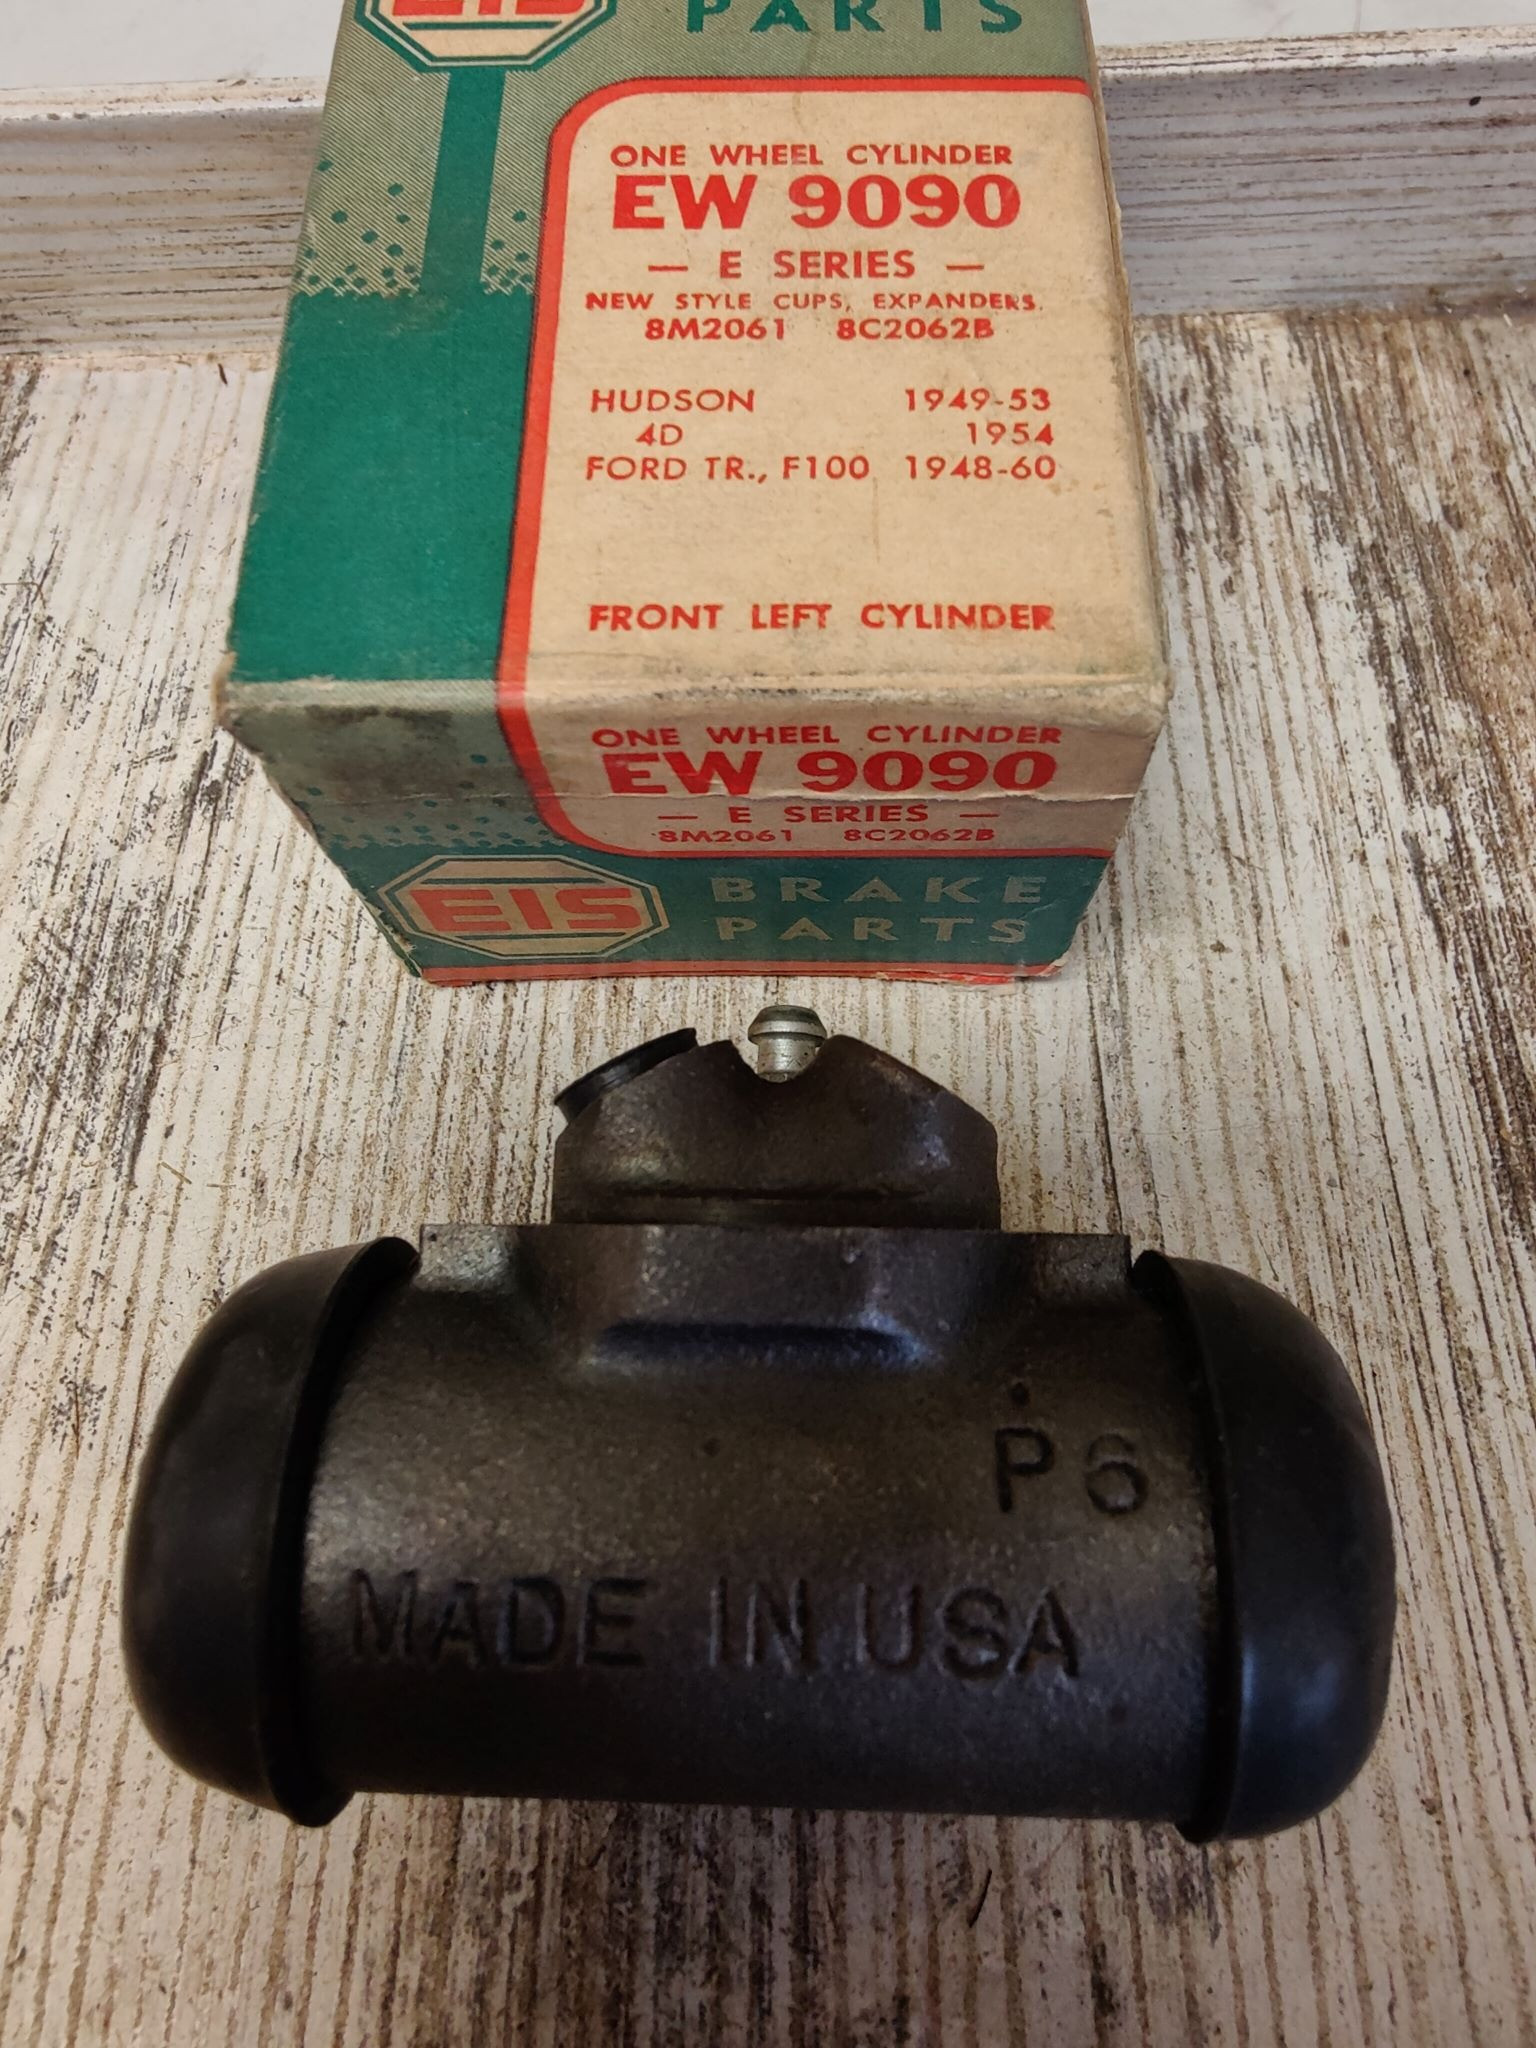 EIS
PARTS
ONE WHEEL CYLINDER
EW 9090
— E SERIES —
NEW STYLE CUPS, EXPANDERS.
8M2061 8C2062B
HUDSON 1949-53
4D 1954
FORD TR., F100 1948-60
FRONT LEFT CYLINDER
ONE WHEEL CYLINDER
EW 9090
— E SERIES —
8M2061 8C2062B
EIS
BRAKE
PARTS
P 6
MADE IN USA